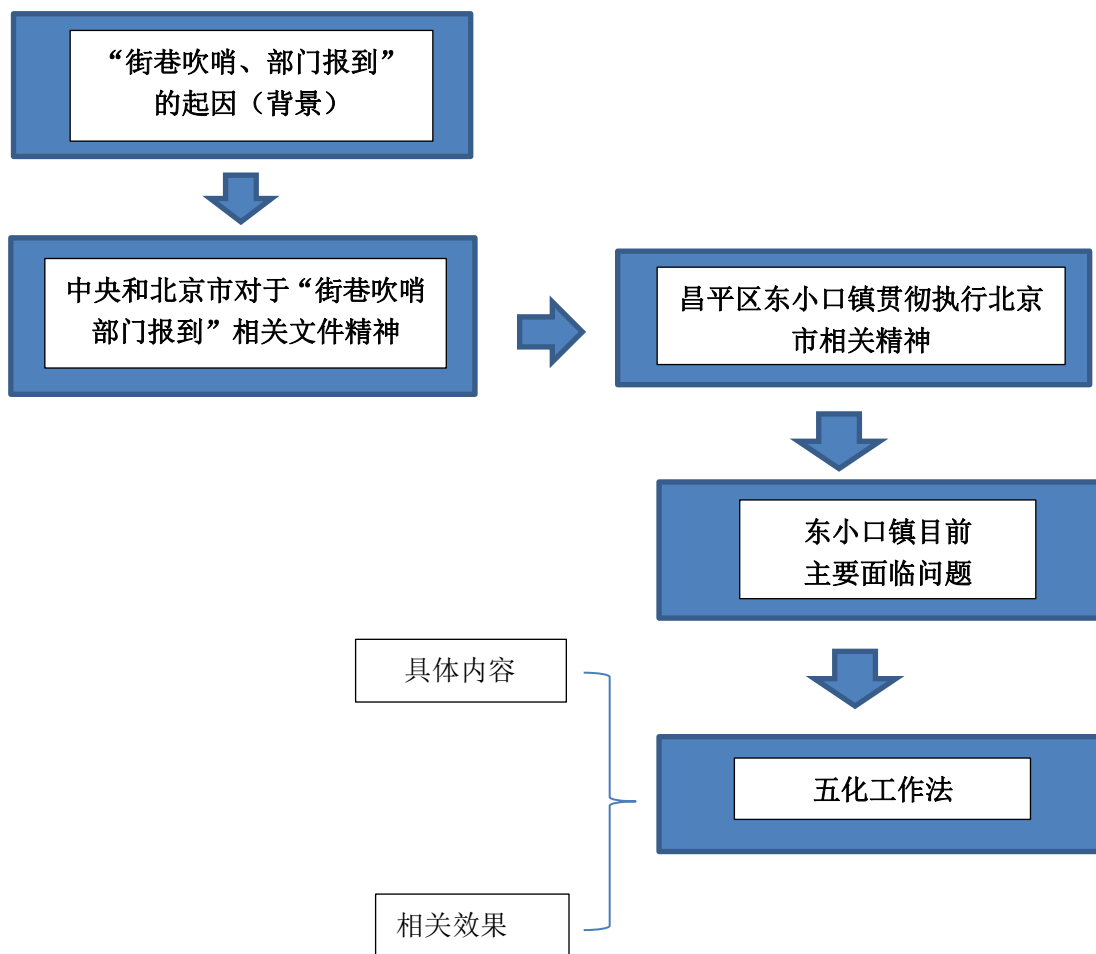 “街巷吹哨、部门报到”
的起因（背景）
中央和北京市对于“街巷吹哨
部门报到”相关文件精神
昌平区东小口镇贯彻执行北京
市相关精神
东小口镇目前
主要面临问题
具体内容
五化工作法
相关效果